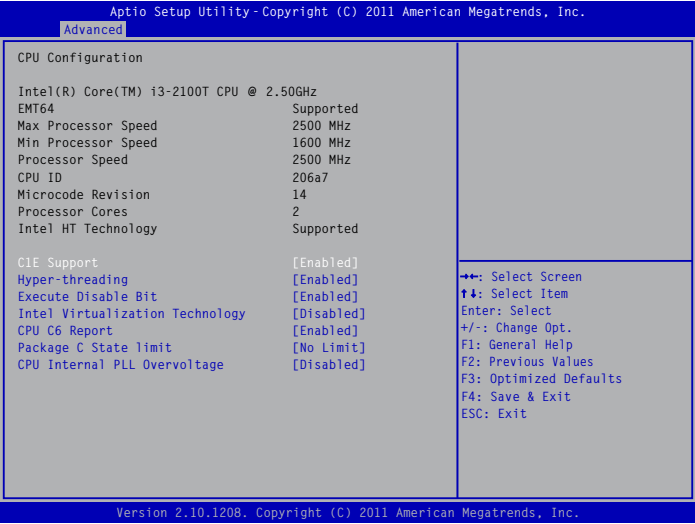 Aptio Setup Utility - Copyright (C) 2011 American Megatrends, Inc.
Advanced
CPU Configuration
Intel(R) Core(TM) i3-2100T CPU @ 2.50GHz
EMT64 Supported
Max Processor Speed 2500 MHz
Min Processor Speed 1600 MHz
Processor Speed 2500 MHz
CPU ID 206a7
Microcode Revision 14
Processor Cores 2
Intel HT Technology Supported
C1E Support [Enabled]
Hyper-threading [Enabled]
Execute Disable Bit [Enabled]
Intel Virtualization Technology [Disabled]
CPU C6 Report [Enabled]
Package C State limit [No Limit]
CPU Internal PLL Overvoltage [Disabled]
→←: Select Screen
↑↓: Select Item
Enter: Select
+/-: Change Opt.
F1: General Help
F2: Previous Values
F3: Optimized Defaults
F4: Save & Exit
ESC: Exit
Version 2.10.1208. Copyright (C) 2011 American Megatrends, Inc.